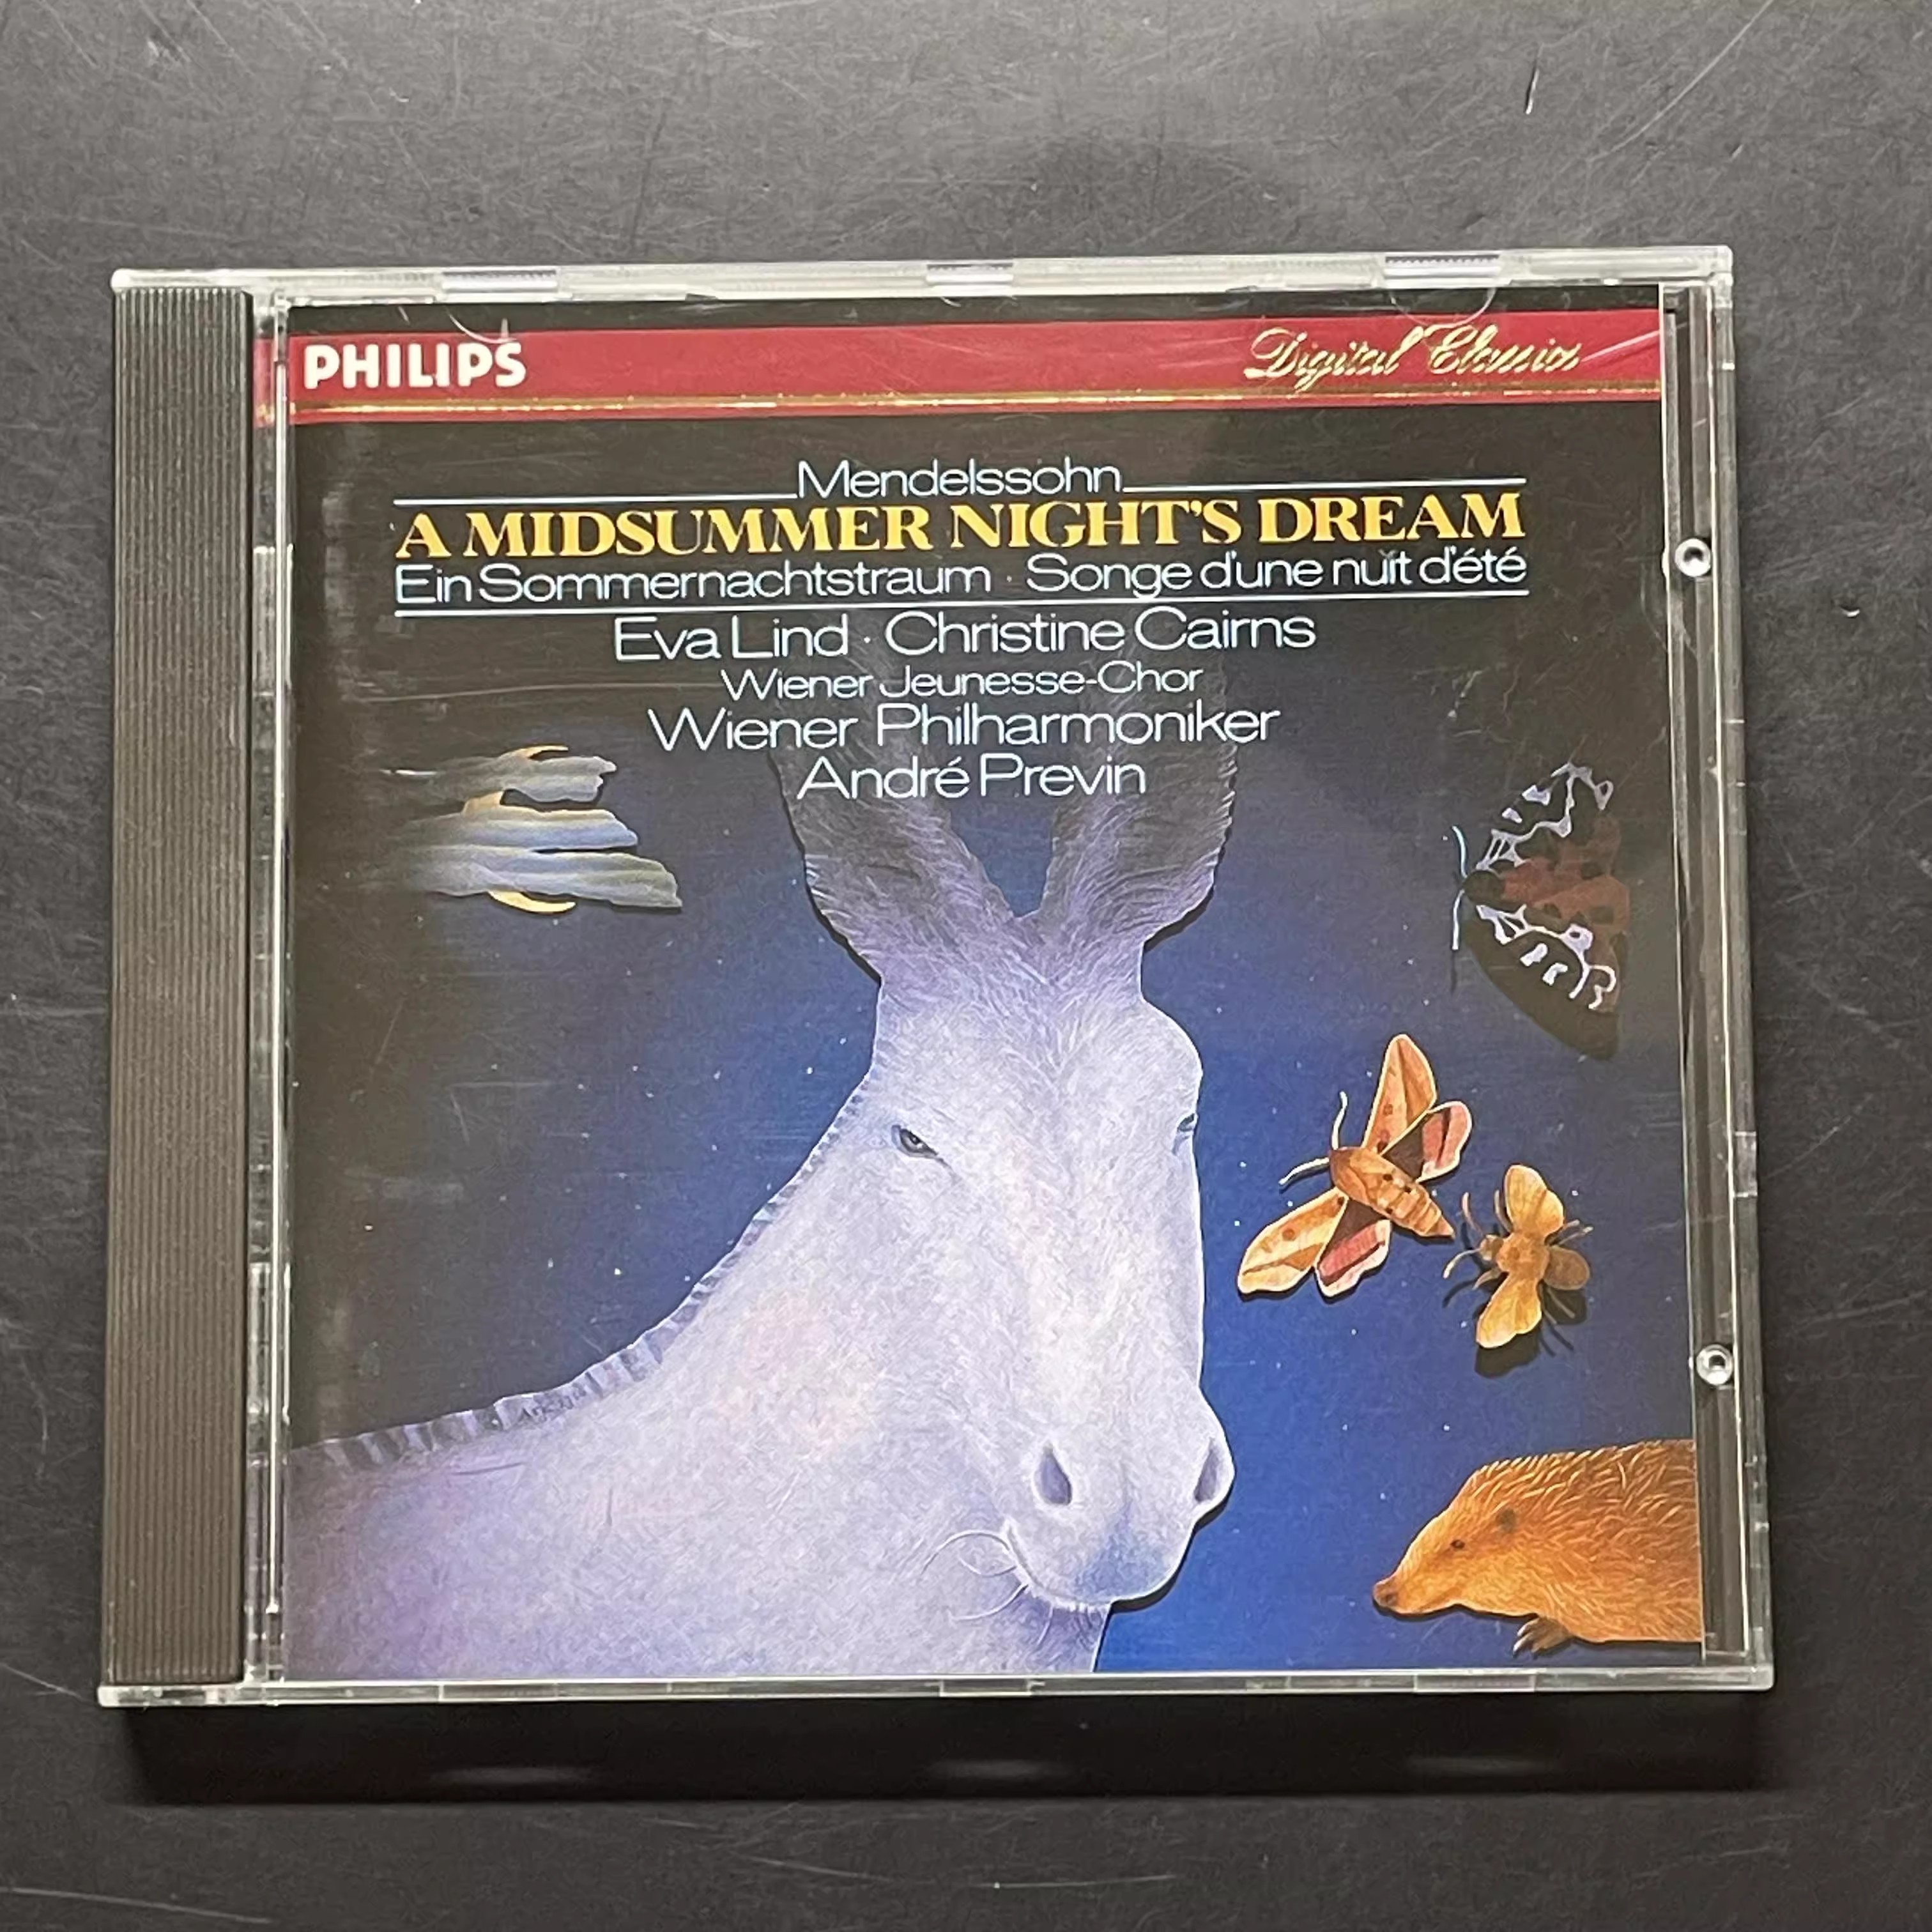 PHILIPS
Digital Classics
Mendelssohn
A MIDSUMMER NIGHT'S DREAM
Ein Sommernachtstraum · Songe d'une nuit d'été
Eva Lind · Christine Cairns
Wiener Jeunesse-Chor
Wiener Philharmoniker
André Previn